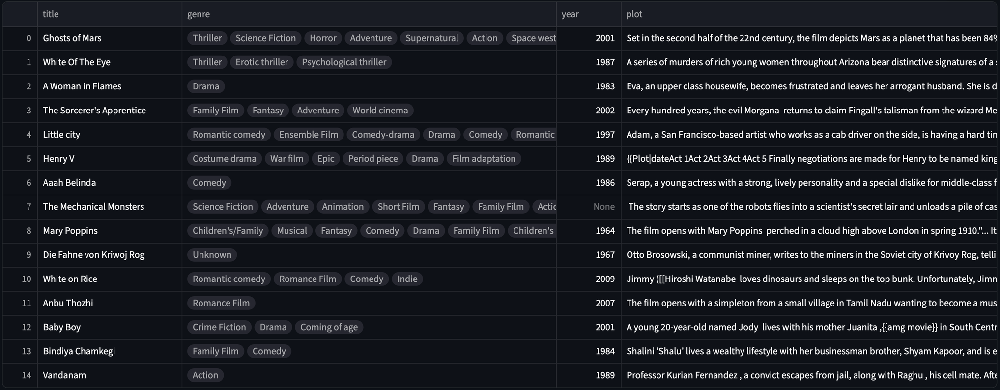 title genre year plot
0 Ghosts of Mars Thriller Science Fiction Horror Adventure Supernatural Action Space west 2001 Set in the second half of the 22nd century, the film depicts Mars as a planet that has been 84%
1 White Of The Eye Thriller Erotic thriller Psychological thriller 1987 A series of murders of rich young women throughout Arizona bear distinctive signatures of a s
2 A Woman in Flames Drama 1983 Eva, an upper class housewife, becomes frustrated and leaves her arrogant husband. She is d
3 The Sorcerer's Apprentice Family Film Fantasy Adventure World cinema 2002 Every hundred years, the evil Morgana  returns to claim Fingall's talisman from the wizard Me
4 Little city Romantic comedy Ensemble Film Comedy-drama Drama Comedy Romantic 1997 Adam, a San Francisco-based artist who works as a cab driver on the side, is having a hard tin
5 Henry V Costume drama War film Epic Period piece Drama Film adaptation 1989 {{Plot|dateAct 1Act 2Act 3Act 4Act 5 Finally negotiations are made for Henry to be named king
6 Aaah Belinda Comedy 1986 Serap, a young actress with a strong, lively personality and a special dislike for middle-class f
7 The Mechanical Monsters Science Fiction Adventure Animation Short Film Fantasy Family Film Actio None The story starts as one of the robots flies into a scientist's secret lair and unloads a pile of cas
8 Mary Poppins Children's/Family Musical Fantasy Comedy Drama Family Film Children's 1964 The film opens with Mary Poppins  perched in a cloud high above London in spring 1910."... It
9 Die Fahne von Kriwoj Rog Unknown 1967 Otto Brosowski, a communist miner, writes to the miners in the Soviet city of Krivoy Rog, telli
10 White on Rice Romantic comedy Romance Film Comedy Indie 2009 Jimmy ([[Hiroshi Watanabe  loves dinosaurs and sleeps on the top bunk. Unfortunately, Jimn
11 Anbu Thozhi Romance Film 2007 The film opens with a simpleton from a small village in Tamil Nadu wanting to become a mus
12 Baby Boy Crime Fiction Drama Coming of age 2001 A young 20-year-old named Jody  lives with his mother Juanita ,{{amg movie}} in South Centr
13 Bindiya Chamkegi Family Film Comedy 1984 Shalini 'Shalu' lives a wealthy lifestyle with her businessman brother, Shyam Kapoor, and is e
14 Vandanam Action 1989 Professor Kurian Fernandez , a convict escapes from jail, along with Raghu , his cell mate. Afte